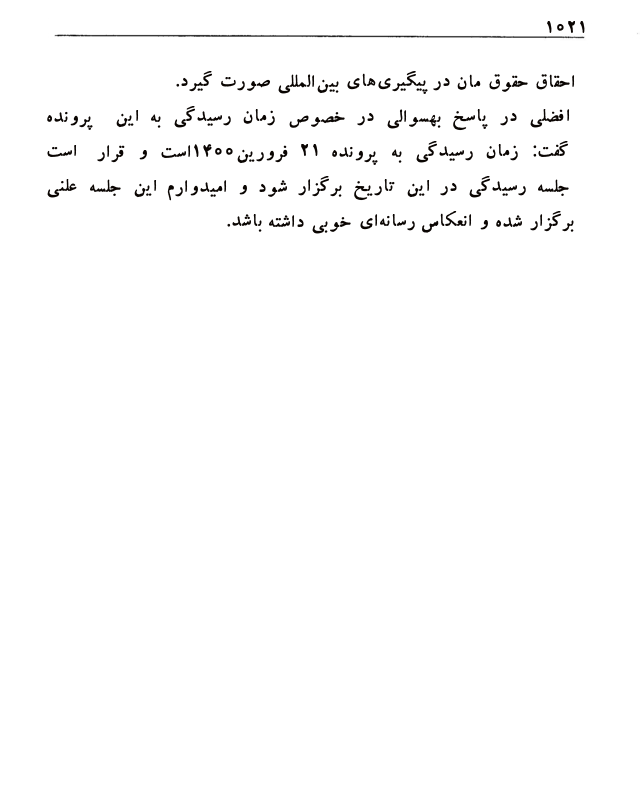 ۱۰۲۱
احقاق حقوق مان در پیگیری‌های بین‌المللی صورت گیرد.
افضلی در پاسخ بهسوالی در خصوص زمان رسیدگی به این پرونده
گفت: زمان رسیدگی به پرونده ۲۱ فرورین۱۴۰۰است و قرار است
جلسه رسیدگی در این تاریخ برگزار شود و امیدوارم این جلسه علنی
برگزار شده و انعکاس رسانه‌ای خوبی داشته باشد.